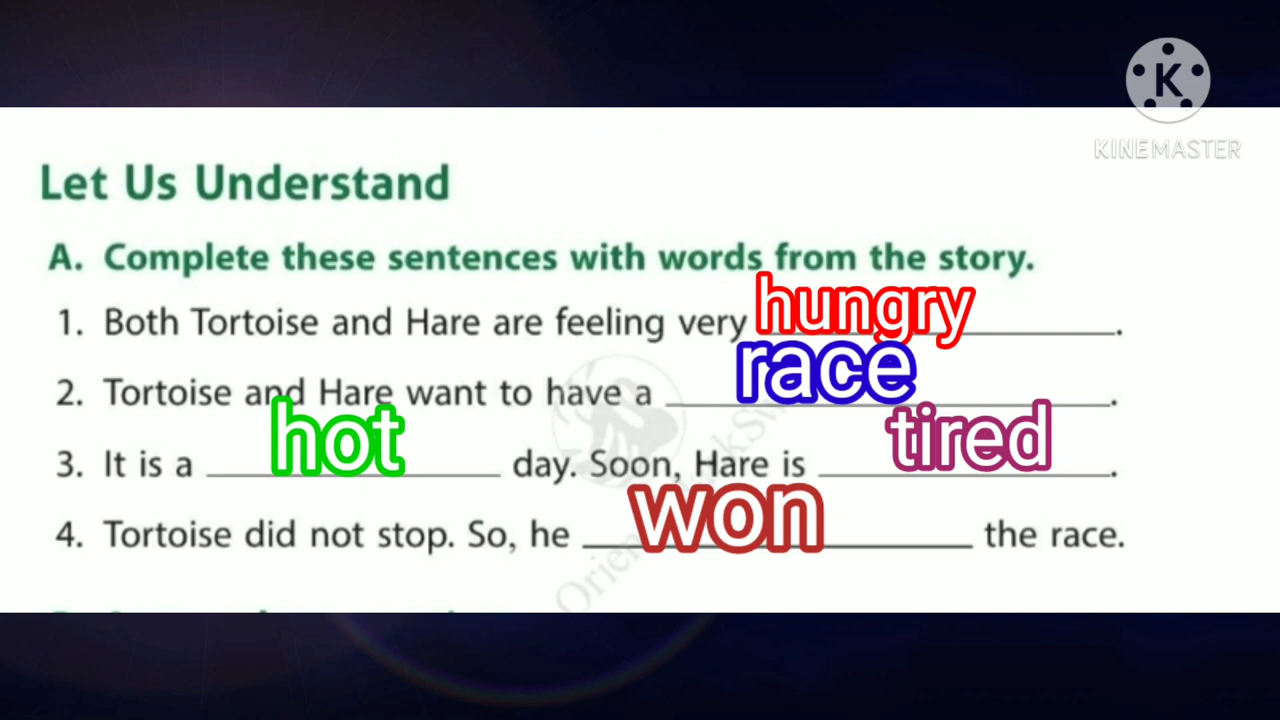 KINEMASTER
Let Us Understand
A. Complete these sentences with words from the story.
1. Both Tortoise and Hare are feeling very hungry.
2. Tortoise and Hare want to have a race.
3. It is a hot day. Soon, Hare is tired.
4. Tortoise did not stop. So, he won the race.